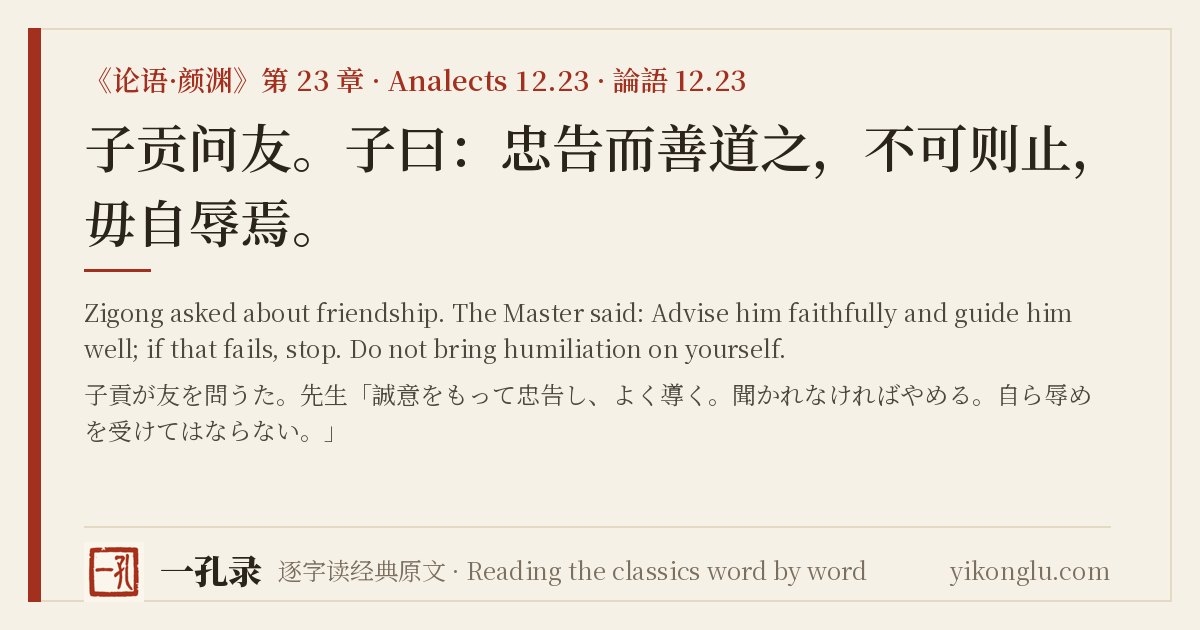 《论语·颜渊》第 23 章 · Analects 12.23 · 論語 12.23
子贡问友。子曰：忠告而善道之，不可则止，
毋自辱焉。
Zigong asked about friendship. The Master said: Advise him faithfully and guide him
well; if that fails, stop. Do not bring humiliation on yourself.
子貢が友を問うた。先生「誠意をもって忠告し、よく導く。聞かれなければやめる。自ら辱め
を受けてはならない。」
一孔
一孔录 逐字读经典原文 · Reading the classics word by word yikonglu.com